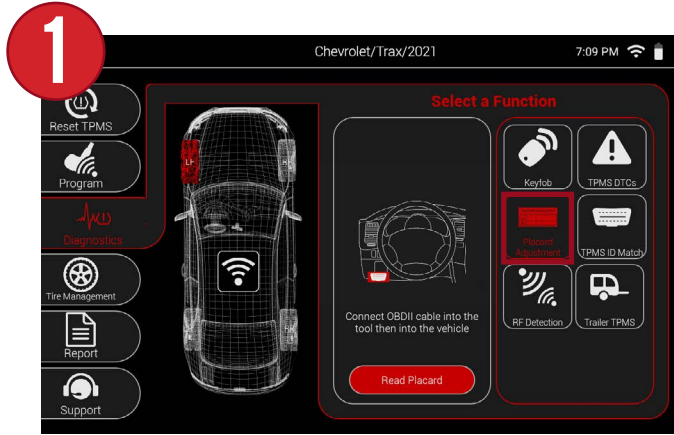 1
Chevrolet/Trax/2021
7:09 PM
Reset TPMS
Program
Diagnostics
Tire Management
Report
Support
LF
Select a Function
Connect OBDII cable into the
tool then into the vehicle
Read Placard
Keyfob
TPMS DTCs
Placard
Adjustment
TPMS ID Match
RF Detection
Trailer TPMS